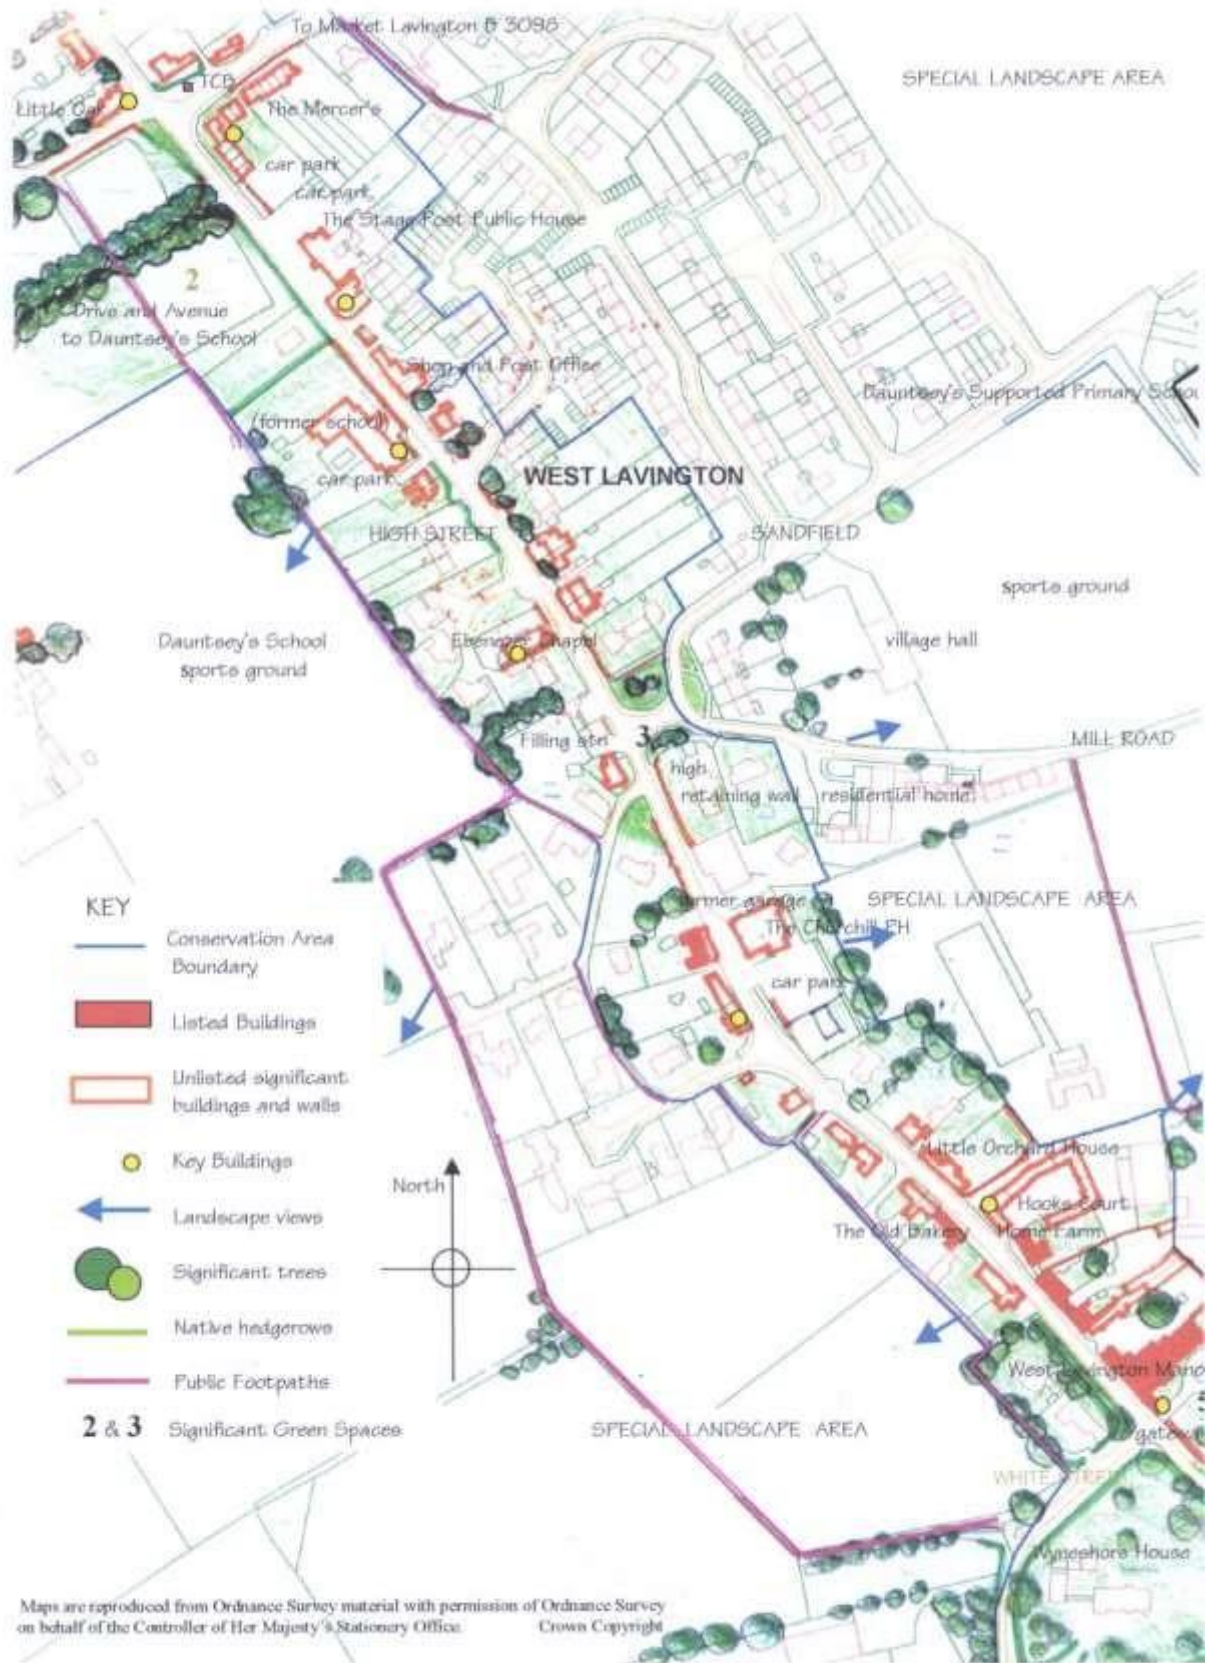 To Market Lavington B 3098
SPECIAL LANDSCAPE AREA
TCB
Little Oak
The Mercer's
car park
car park
The Stage Post Public House
2
Drive and Avenue
to Dauntsey's School
Shop and Post Office
Dauntsey's Supported Primary
(former school)
WEST LAVINGTON
car park
HIGH STREET
SANDFIELD
sports ground
Dauntsey's School
sports ground
Ebenezer Chapel
village hall
Filling stn
3
MILL ROAD
high
retaining wall
residential home
KEY
Conservation Area
Boundary
Listed Buildings
Unlisted significant
buildings and walls
Key Buildings
Landscape views
Significant trees
Native hedgerows
Public Footpaths
2 & 3 Significant Green Spaces
North
former garage
SPECIAL LANDSCAPE AREA
The Churchill PH
car park
Little Orchard House
Hooks Court
The Old Bakery
Home Farm
West Lavington
SPECIAL LANDSCAPE AREA
WHITE STREET
Wyneshore House
Maps are reproduced from Ordnance Survey material with permission of Ordnance Survey
on behalf of the Controller of Her Majesty's Stationery Office. Crown Copyright